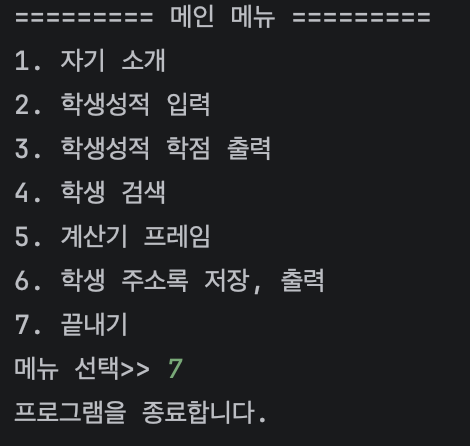 ========= 메인 메뉴 =========
1. 자기 소개
2. 학생성적 입력
3. 학생성적 학점 출력
4. 학생 검색
5. 계산기 프레임
6. 학생 주소록 저장, 출력
7. 끝내기
메뉴 선택>> 7
프로그램을 종료합니다.